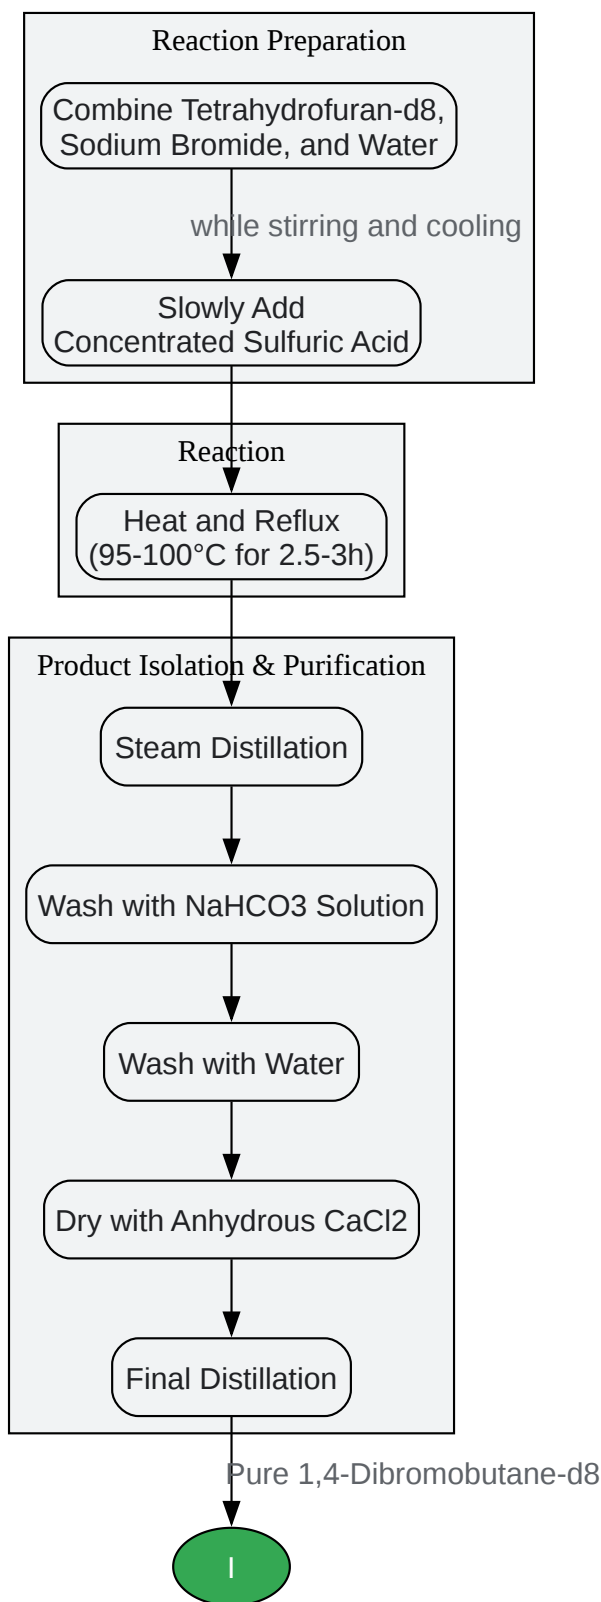 Reaction Preparation
Combine Tetrahydrofuran-d8,
Sodium Bromide, and Water
while stirring and cooling
Slowly Add
Concentrated Sulfuric Acid
Reaction
Heat and Reflux
(95-100°C for 2.5-3h)
Product Isolation & Purification
Steam Distillation
Wash with NaHCO3 Solution
Wash with Water
Dry with Anhydrous CaCl2
Final Distillation
Pure 1,4-Dibromobutane-d8
I